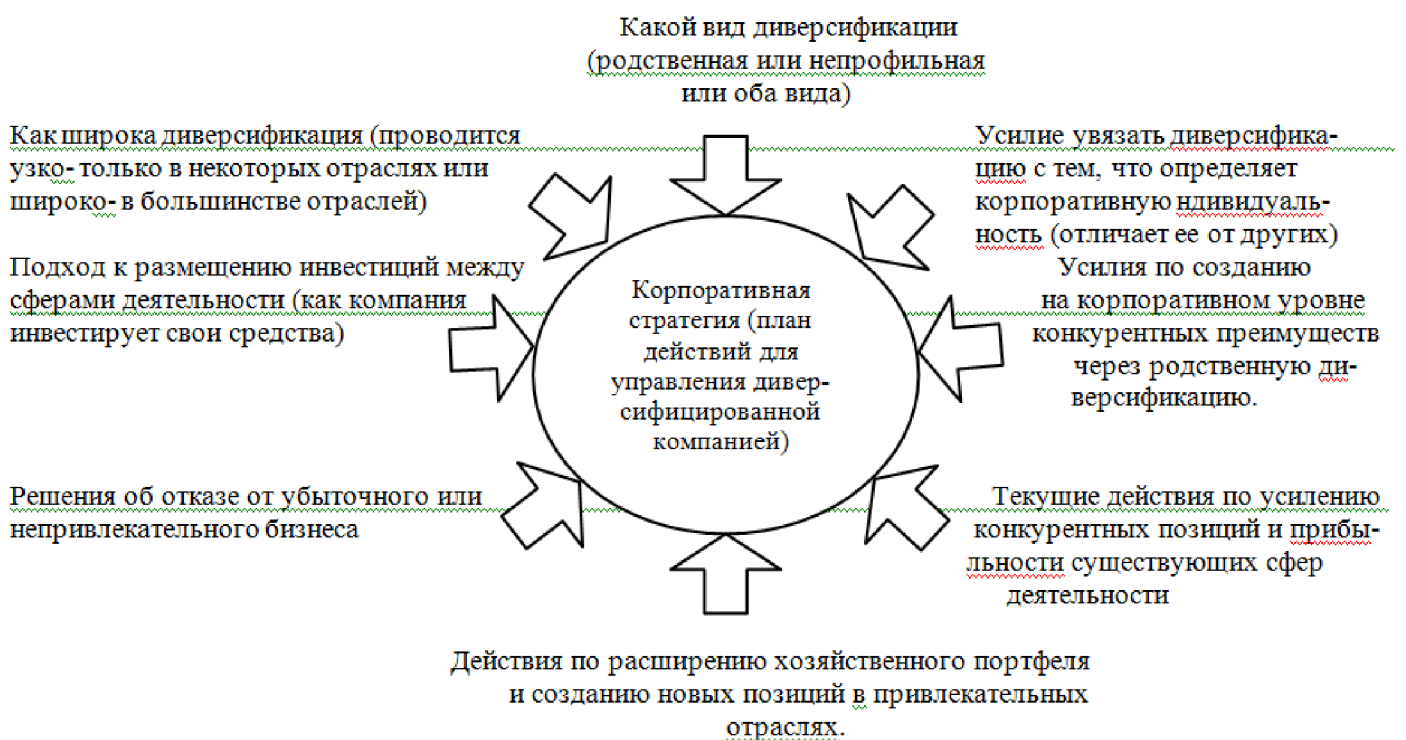 Какой вид диверсификации
(родственная или непрофильная
или оба вида)
Как широка диверсификация (проводится
узко- только в некоторых отраслях или
широко- в большинстве отраслей)
Усилие увязать диверсифика-
цию с тем, что определяет
корпоративную ндивидуаль-
ность (отличает ее от других)
Подход к размещению инвестиций между
сферами деятельности (как компания
инвестирует свои средства)
Корпоративная
стратегия (план
действий для
управления дивер-
сифицированной
компанией)
Усилия по созданию
на корпоративном уровне
конкурентных преимуществ
через родственную ди-
версификацию.
Решения об отказе от убыточного или
непривлекательного бизнеса
Текущие действия по усилению
конкурентных позиций и прибы-
льности существующих сфер
деятельности
Действия по расширению хозяйственного портфеля
и созданию новых позиций в привлекательных
отраслях.